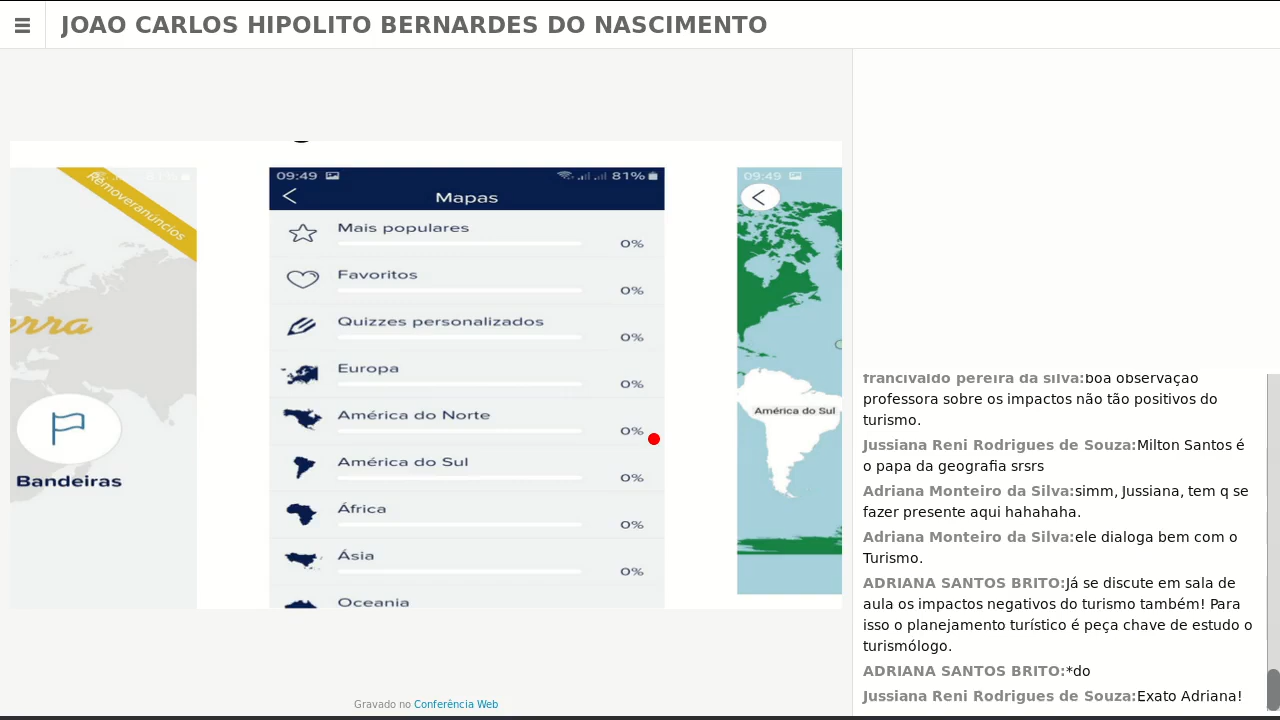 JOAO CARLOS HIPOLITO BERNARDES DO NASCIMENTO
Removeranúncios
81%
erra
Bandeiras
09:49
81%
Mapas
Mais populares
0%
Favoritos
0%
Quizzes personalizados
0%
Europa
0%
América do Norte
0%
América do Sul
0%
África
0%
Ásia
0%
Oceania
09:49
América do Sul
francivaldo pereira da silva:boa observação
professora sobre os impactos não tão positivos do
turismo.
Jussiana Reni Rodrigues de Souza:Milton Santos é
o papa da geografia srsrs
Adriana Monteiro da Silva:simm, Jussiana, tem q se
fazer presente aqui hahahaha.
Adriana Monteiro da Silva:ele dialoga bem com o
Turismo.
ADRIANA SANTOS BRITO:Já se discute em sala de
aula os impactos negativos do turismo também! Para
isso o planejamento turístico é peça chave de estudo o
turismólogo.
ADRIANA SANTOS BRITO:*do
Jussiana Reni Rodrigues de Souza:Exato Adriana!
Gravado no Conferência Web